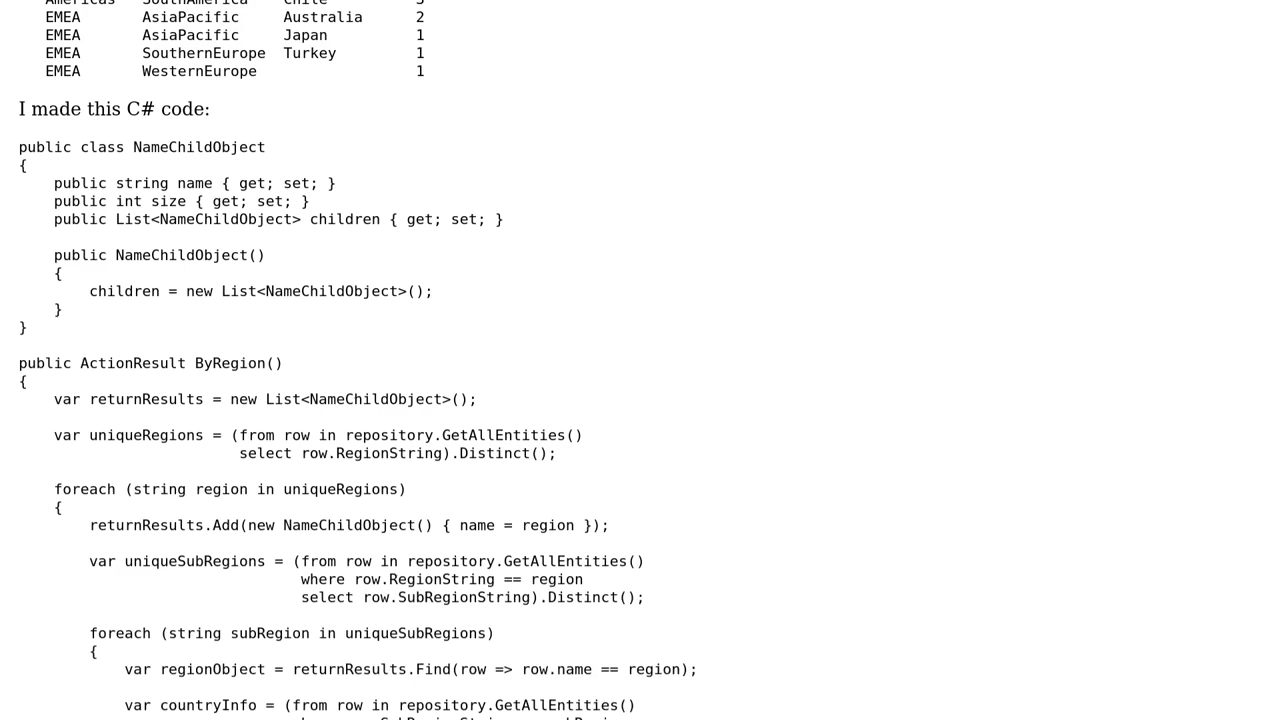 Americas   SouthAmerica    Chile          3
EMEA       AsiaPacific     Australia      2
EMEA       AsiaPacific     Japan          1
EMEA       SouthernEurope  Turkey         1
EMEA       WesternEurope                  1
I made this C# code:
public class NameChildObject
{
    public string name { get; set; }
    public int size { get; set; }
    public List<NameChildObject> children { get; set; }
    public NameChildObject()
    {
        children = new List<NameChildObject>();
    }
}
public ActionResult ByRegion()
{
    var returnResults = new List<NameChildObject>();
    var uniqueRegions = (from row in repository.GetAllEntities()
                         select row.RegionString).Distinct();
    foreach (string region in uniqueRegions)
    {
        returnResults.Add(new NameChildObject() { name = region });
        var uniqueSubRegions = (from row in repository.GetAllEntities()
                                where row.RegionString == region
                                select row.SubRegionString).Distinct();
        foreach (string subRegion in uniqueSubRegions)
        {
            var regionObject = returnResults.Find(row => row.name == region);
            var countryInfo = (from row in repository.GetAllEntities()